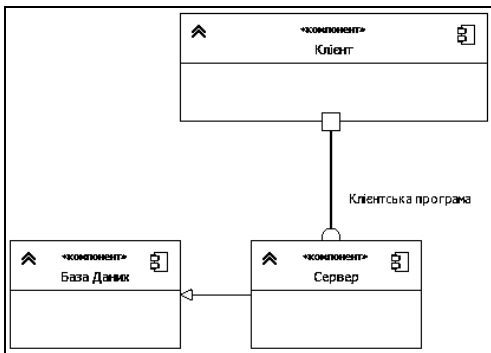 «компонент»
Клієнт
Клієнтська програма
«компонент»
База Даних
«компонент»
Сервер